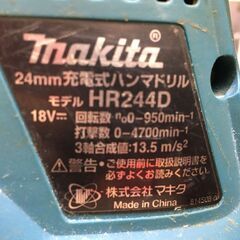 makita
24mm充電式ハンマドリル
モデル HR244D
18V⎓ 回転数 n₀0-950min⁻¹
打撃数 0-4700min⁻¹
3軸合成値:13.5 m/s²
⚠警告・ご使用前に取扱説明書を
必ずよくお読みください。
株式会社 マキタ
Made in China